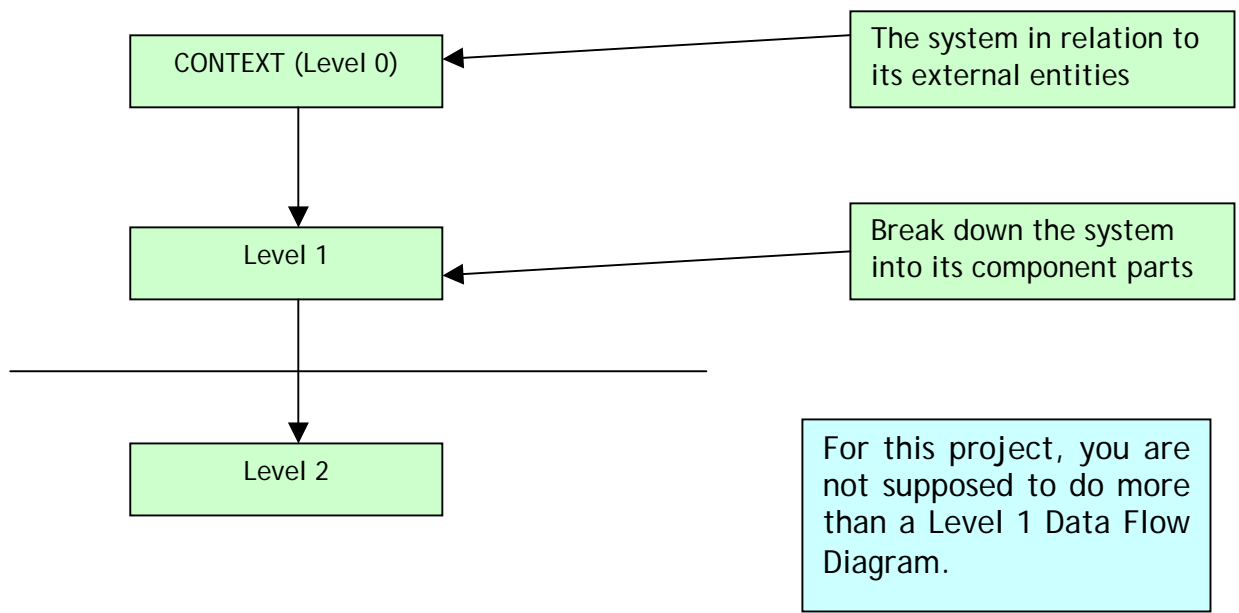 CONTEXT (Level 0)
The system in relation to
its external entities
Level 1
Break down the system
into its component parts
Level 2
For this project, you are
not supposed to do more
than a Level 1 Data Flow
Diagram.